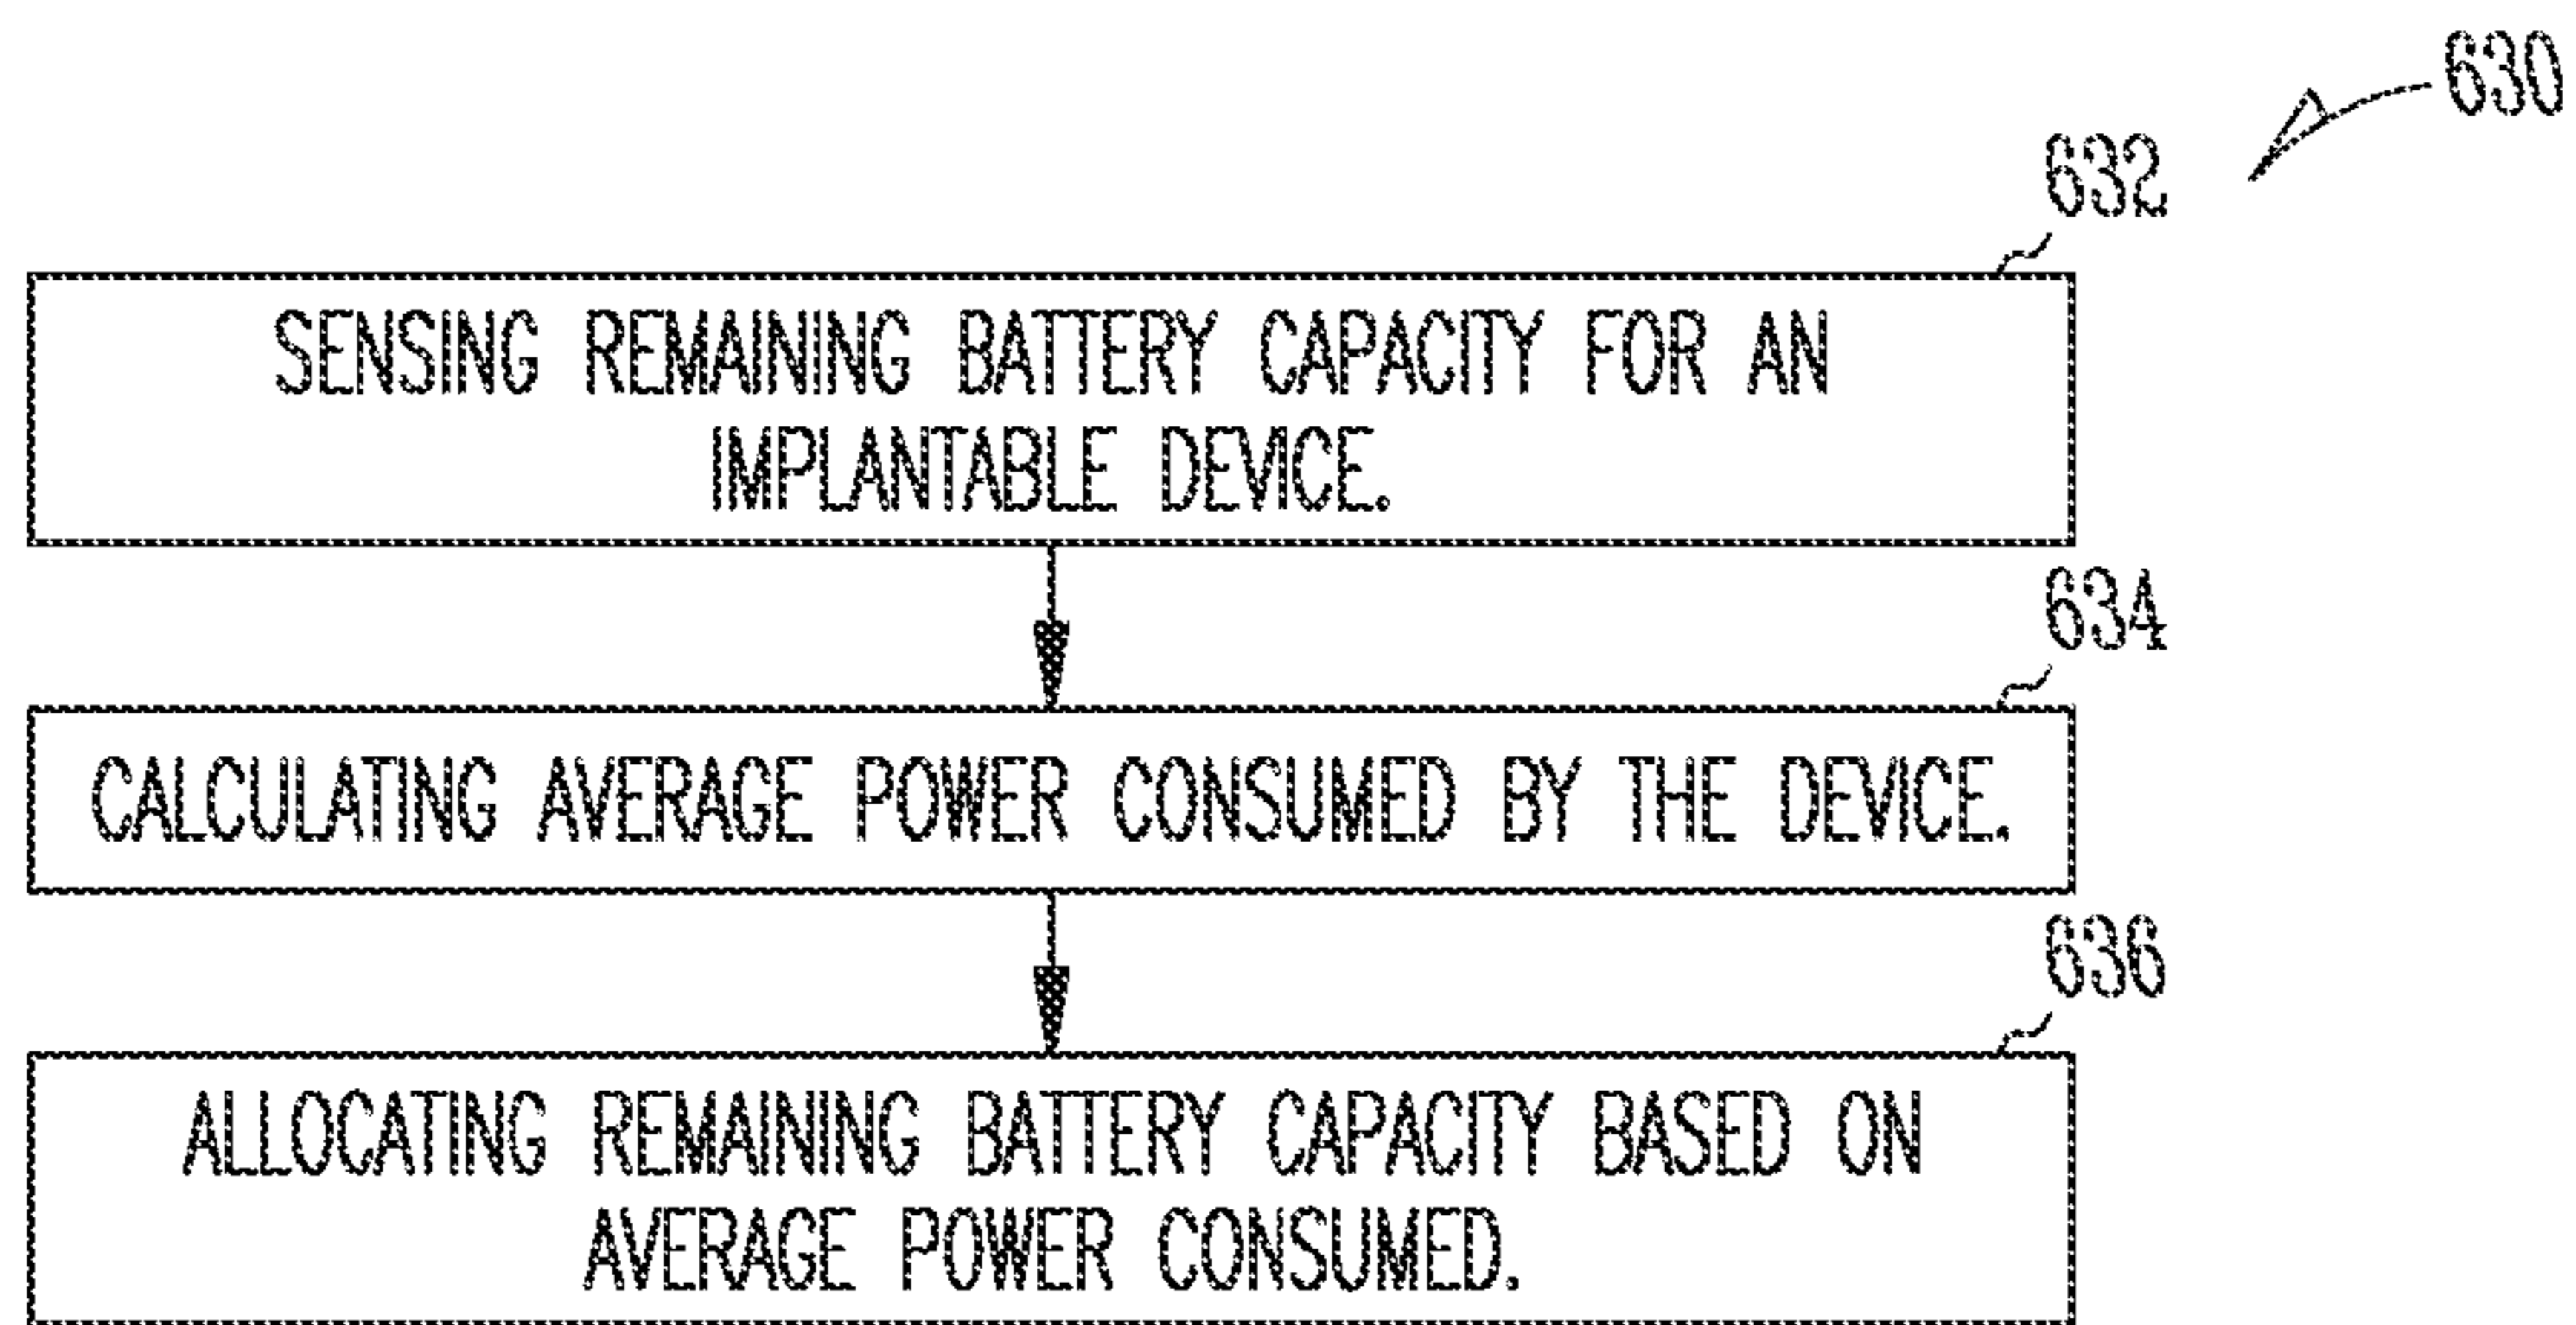 630
632
SENSING REMAINING BATTERY CAPACITY FOR AN
IMPLANTABLE DEVICE.
634
CALCULATING AVERAGE POWER CONSUMED BY THE DEVICE.
636
ALLOCATING REMAINING BATTERY CAPACITY BASED ON
AVERAGE POWER CONSUMED.